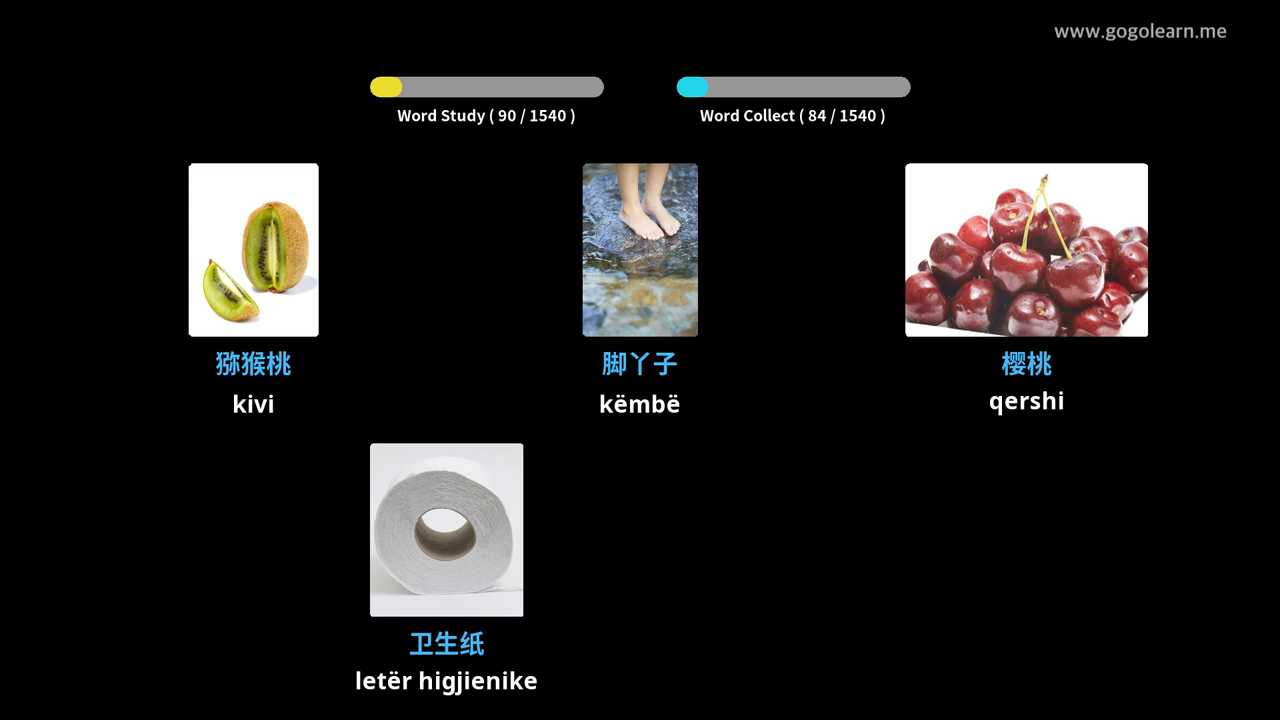 www.gogolearn.me
Word Study ( 90 / 1540 )
Word Collect ( 84 / 1540 )
猕猴桃
kivi
脚丫子
këmbë
樱桃
qershi
卫生纸
letër higjienike